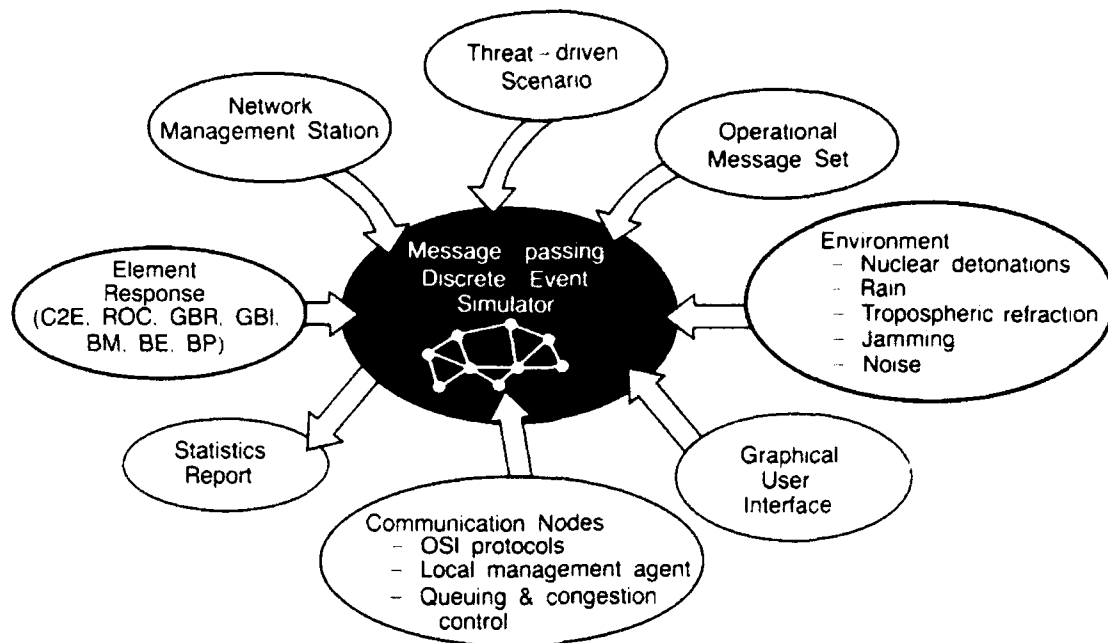 Threat - driven
Scenario
Network
Management Station
Operational
Message Set
Message passing
Discrete Event
Simulator
Environment
- Nuclear detonations
- Rain
- Tropospheric refraction
- Jamming
- Noise
Element
Response
(C2E, ROC, GBR, GBI,
BM, BE, BP)
Statistics
Report
Graphical
User
Interface
Communication Nodes
- OSI protocols
- Local management agent
- Queuing & congestion
control